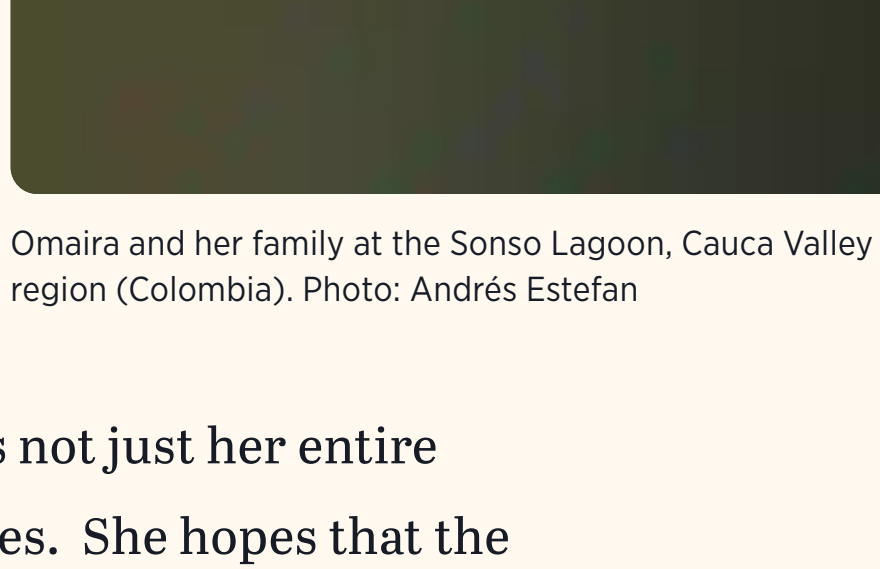 Omaira and her family at the Sonso Lagoon, Cauca Valley
region (Colombia). Photo: Andrés Estefan
not just her entire
She hopes that the